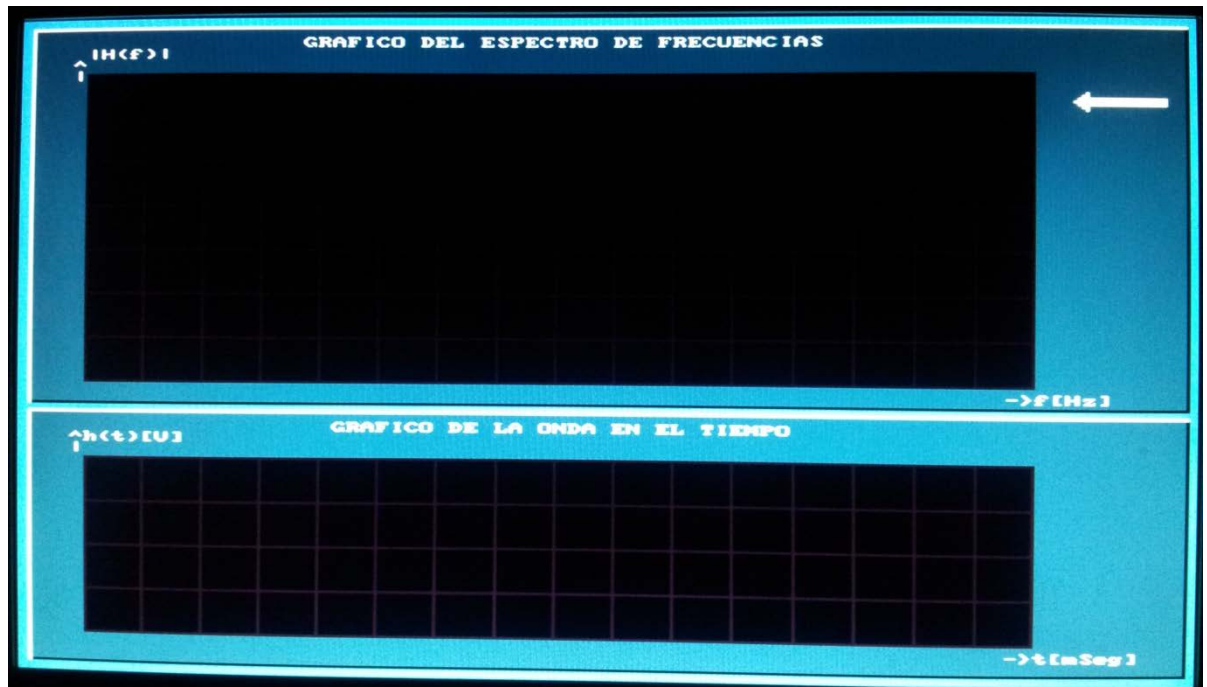 GRAFICO DEL ESPECTRO DE FRECUENCIAS
|H(f)|
->f[Hz]
GRAFICO DE LA ONDA EN EL TIEMPO
^h(t)[V]
->t[mSeg]